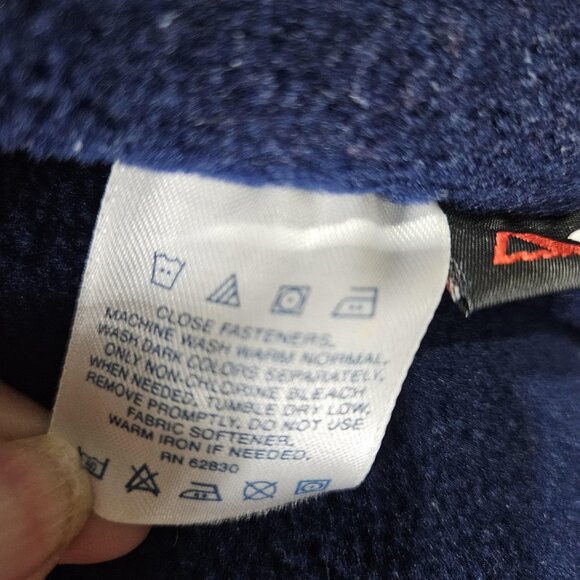 CLOSE FASTENERS.
MACHINE WASH WARM NORMAL.
WASH DARK COLORS SEPARATELY.
ONLY NON-CHLORINE BLEACH
WHEN NEEDED. TUMBLE DRY LOW,
REMOVE PROMPTLY. DO NOT USE
FABRIC SOFTENER.
WARM IRON IF NEEDED.
RN 62830